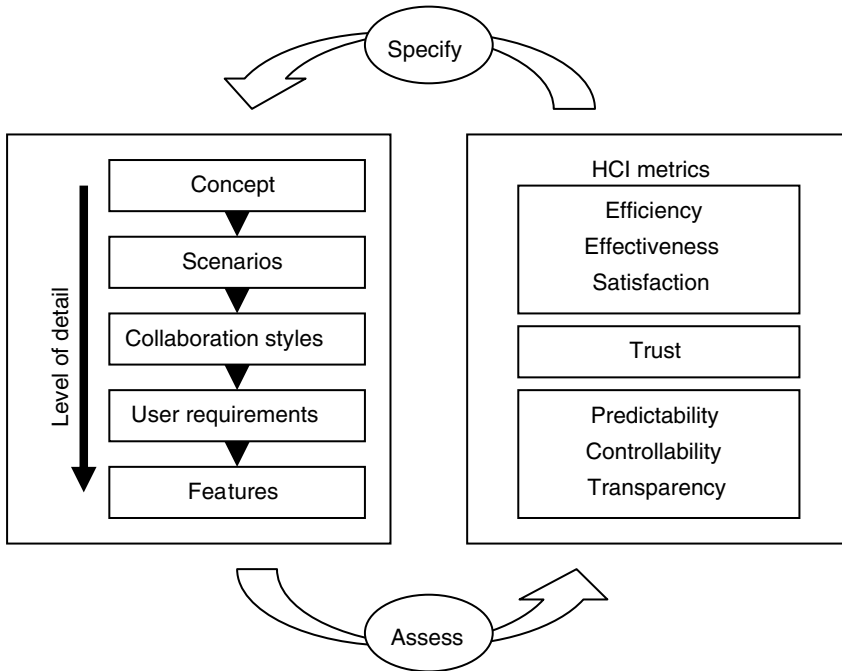 Specify
Level of detail
Concept
Scenarios
Collaboration styles
User requirements
Features
HCI metrics
Efficiency
Effectiveness
Satisfaction
Trust
Predictability
Controllability
Transparency
Assess